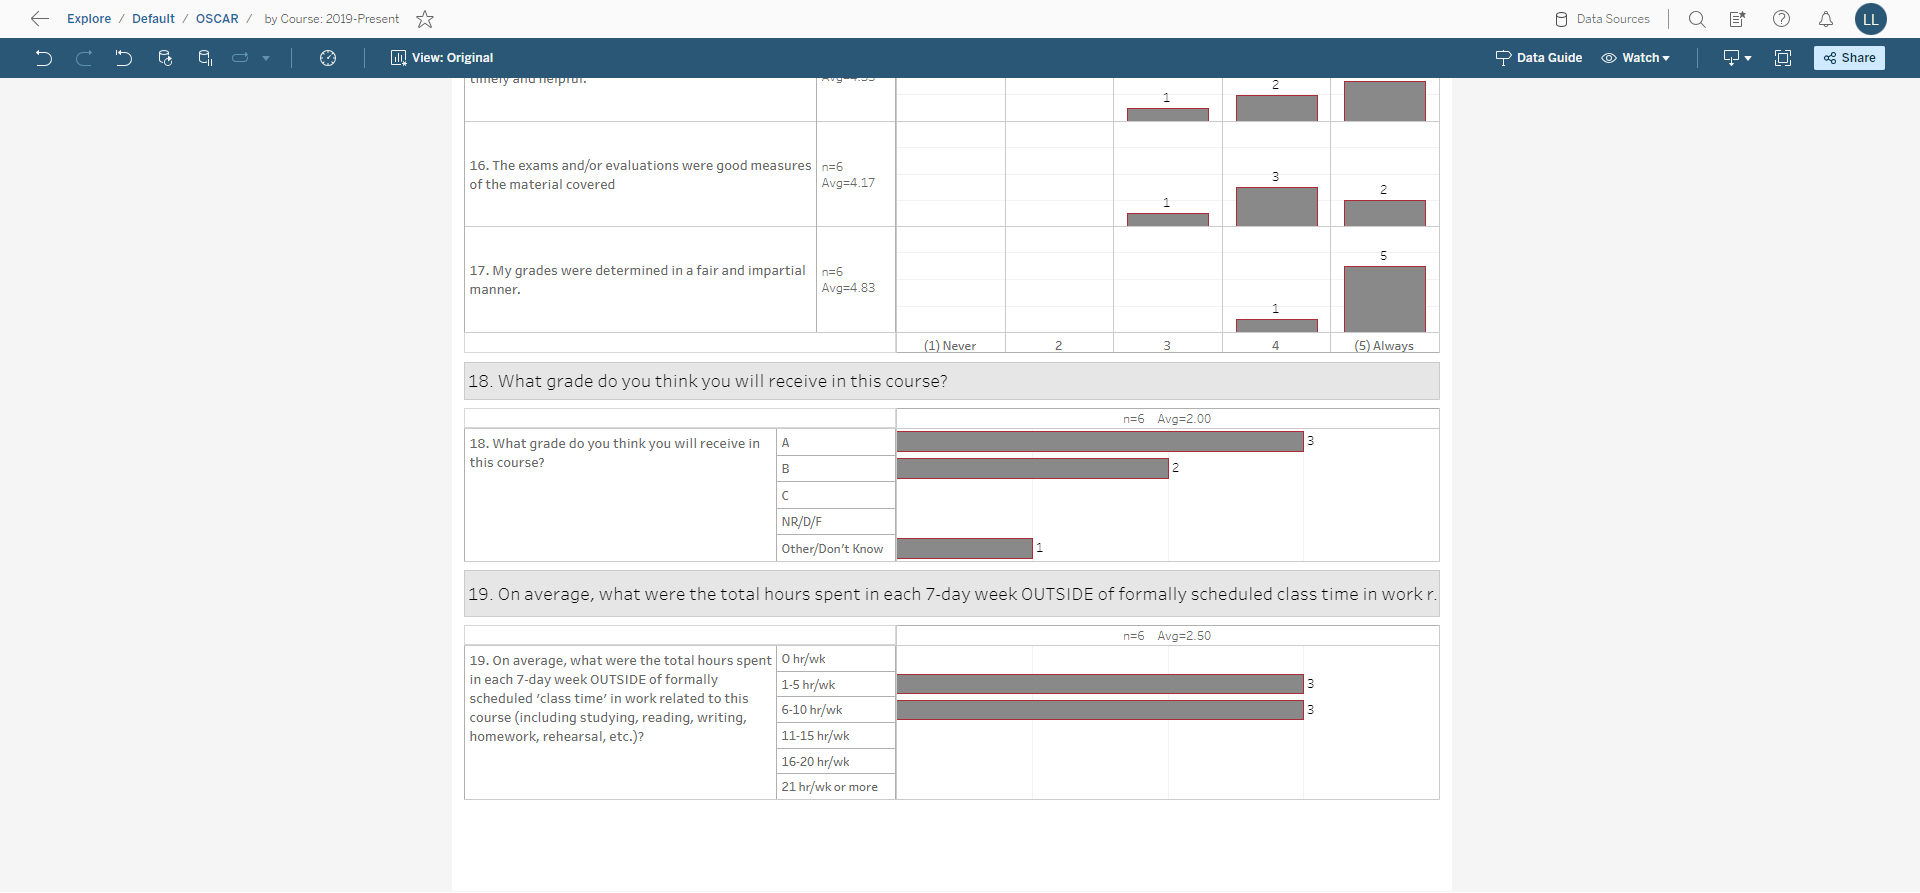 Explore / Default / OSCAR / by Course: 2019-Present
Data Sources
LL
View: Original
Data Guide
Watch
Share
timely and helpful.
1
2
16. The exams and/or evaluations were good measures
of the material covered
n=6
Avg=4.17
1
3
2
17. My grades were determined in a fair and impartial
manner.
n=6
Avg=4.83
1
5
(1) Never
2
3
4
(5) Always
18. What grade do you think you will receive in this course?
n=6 Avg=2.00
18. What grade do you think you will receive in
this course?
A
3
B
2
C
NR/D/F
Other/Don't Know
1
19. On average, what were the total hours spent in each 7-day week OUTSIDE of formally scheduled class time in work r.
n=6 Avg=2.50
19. On average, what were the total hours spent
in each 7-day week OUTSIDE of formally
scheduled 'class time' in work related to this
course (including studying, reading, writing,
homework, rehearsal, etc.)?
0 hr/wk
1-5 hr/wk
3
6-10 hr/wk
3
11-15 hr/wk
16-20 hr/wk
21 hr/wk or more